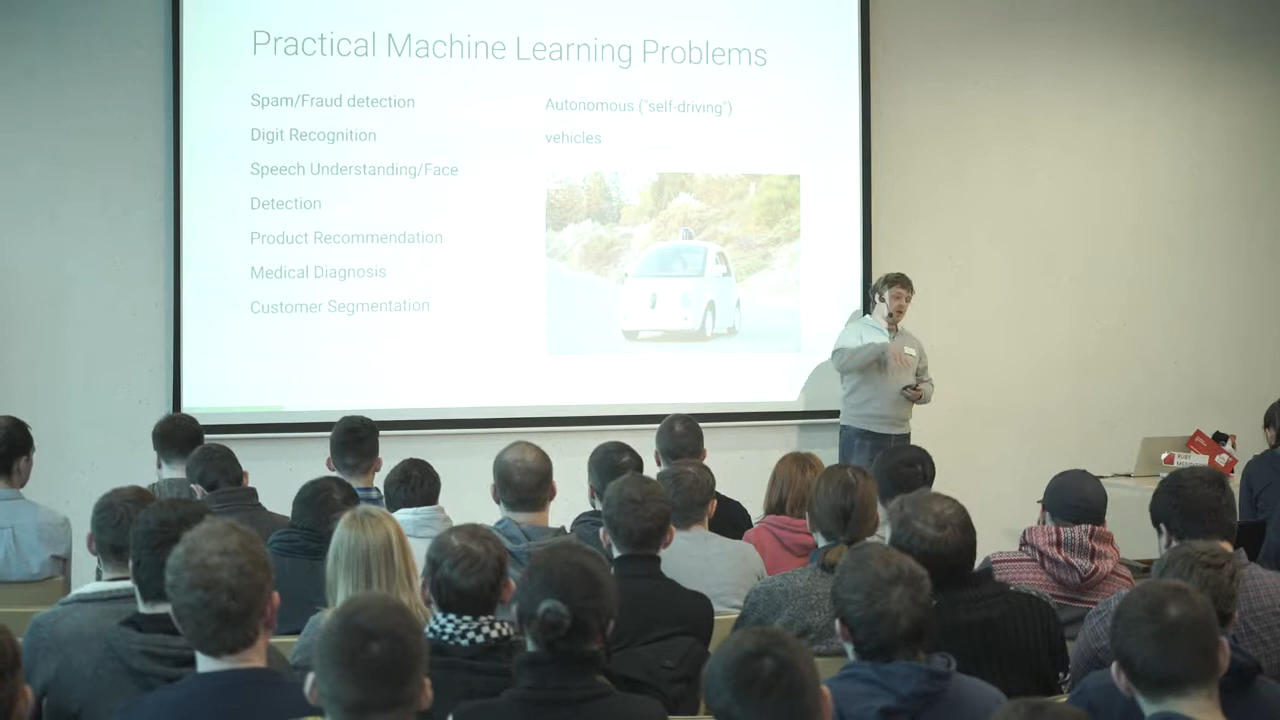 Practical Machine Learning Problems
Spam/Fraud detection
Digit Recognition
Speech Understanding/Face
Detection
Product Recommendation
Medical Diagnosis
Customer Segmentation
Autonomous ("self-driving")
vehicles
RUBY